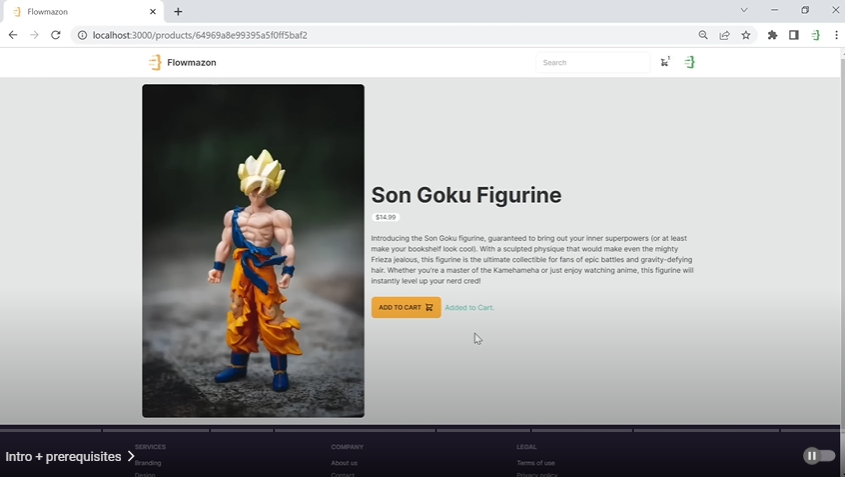 Flowmazon
localhost:3000/products/64969a8e99395a5f0ff5baf2
Flowmazon
Search
1
Son Goku Figurine
$14.99
Introducing the Son Goku figurine, guaranteed to bring out your inner superpowers (or at least
make your bookshelf look cool). With a sculpted physique that would make even the mighty
Frieza jealous, this figurine is the ultimate collectible for fans of epic battles and gravity-defying
hair. Whether you're a master of the Kamehameha or just enjoy watching anime, this figurine will
instantly level up your nerd cred!
ADD TO CART
Added to Cart.
Intro + prerequisites
SERVICES
COMPANY
LEGAL
Branding
About us
Terms of use
Design
Contact
Privacy policy